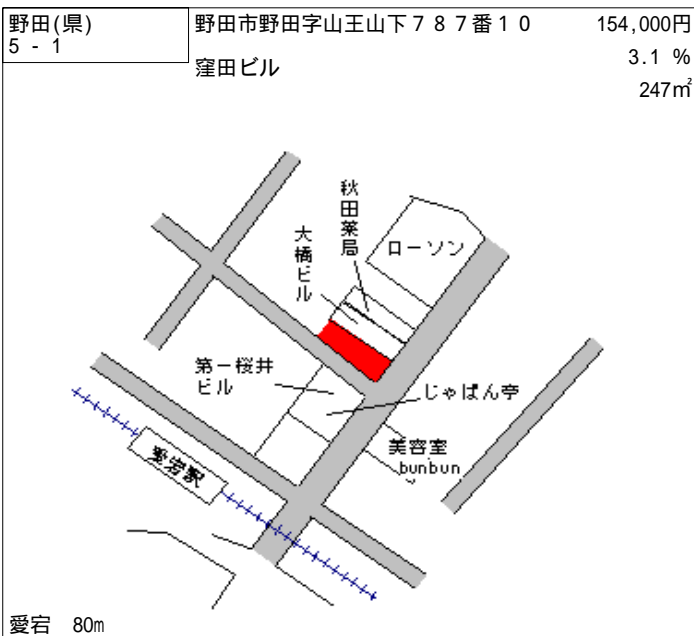 野田(県)
5 - 1
野田市野田字山王山下７８７番１０
154,000円
窪田ビル
3.1 %
247㎡
秋田薬局
大橋ビル
ローソン
第一桜井
ビル
じゃぱん亭
美容室
bunbun
愛宕駅
愛宕 80m